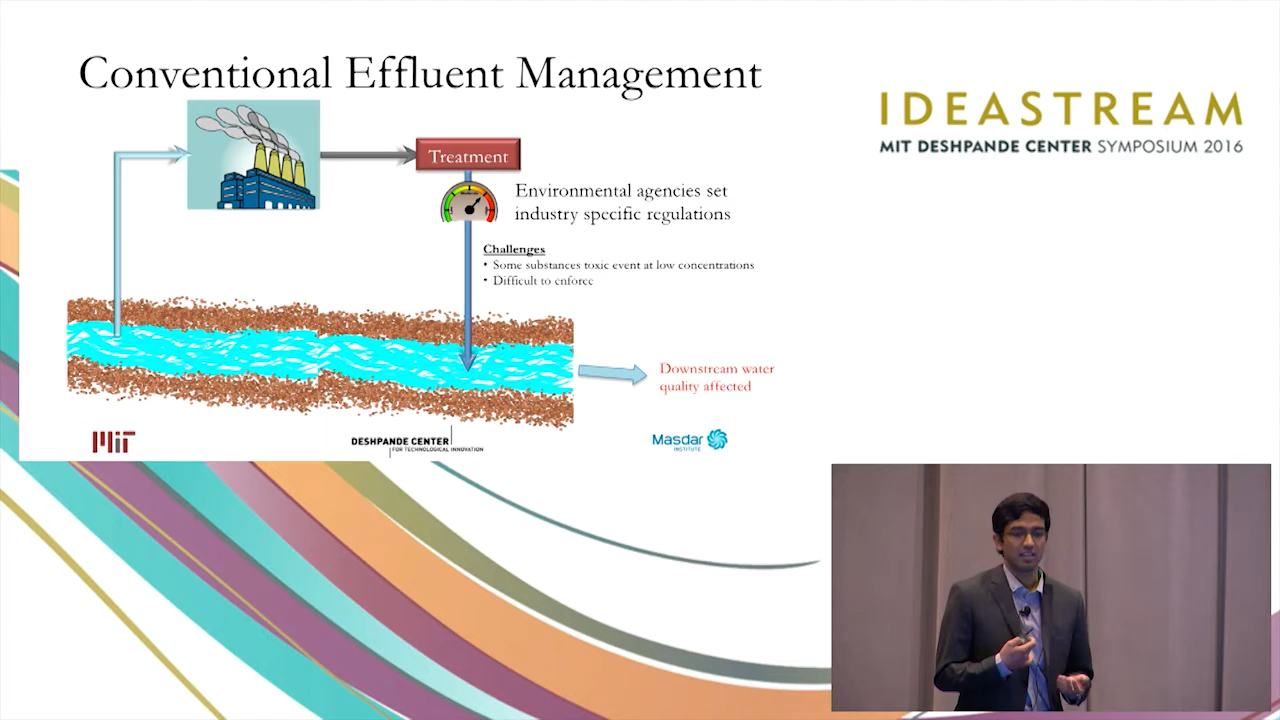 Conventional Effluent Management
IDEASTREAM
MIT DESHPANDE CENTER SYMPOSIUM 2016
Treatment
Environmental agencies set
industry specific regulations
Challenges
• Some substances toxic event at low concentrations
• Difficult to enforce
Downstream water
quality affected
MIT
DESHPANDE CENTER
FOR TECHNOLOGICAL INNOVATION
Masdar
INSTITUTE